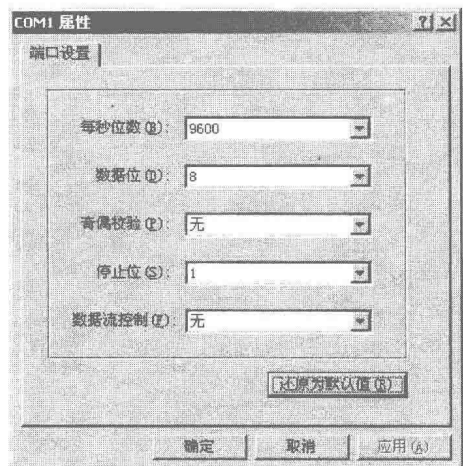 COM1 属性
端口设置
每秒位数(B): 9600
数据位(D): 8
奇偶校验(P): 无
停止位(S): 1
数据流控制(F): 无
还原为默认值(R)
确定 取消 应用(A)